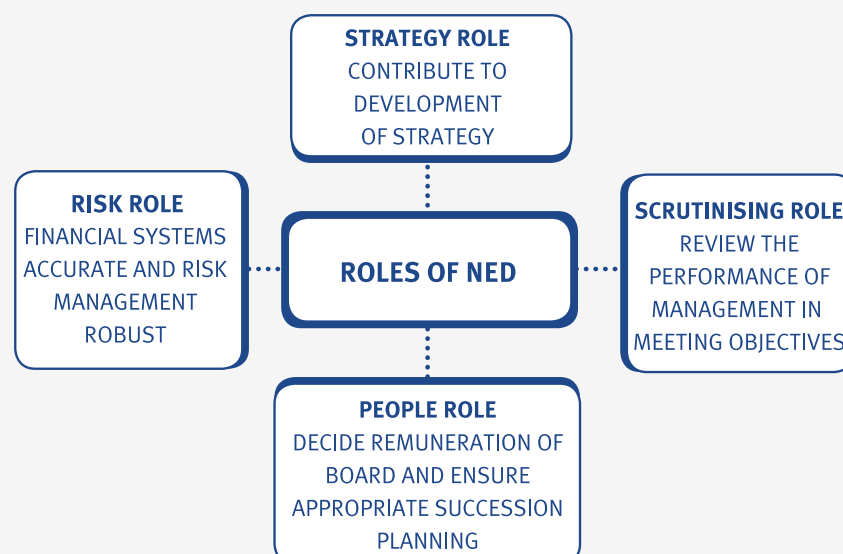 STRATEGY ROLE
CONTRIBUTE TO
DEVELOPMENT
OF STRATEGY
RISK ROLE
FINANCIAL SYSTEMS
ACCURATE AND RISK
MANAGEMENT
ROBUST
ROLES OF NED
SCRUTINISING ROLE
REVIEW THE
PERFORMANCE OF
MANAGEMENT IN
MEETING OBJECTIVES
PEOPLE ROLE
DECIDE REMUNERATION OF
BOARD AND ENSURE
APPROPRIATE SUCCESSION
PLANNING